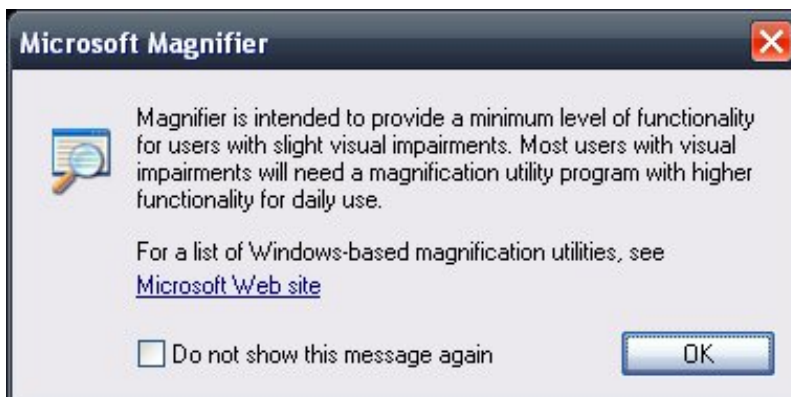 Microsoft Magnifier
Magnifier is intended to provide a minimum level of functionality
for users with slight visual impairments. Most users with visual
impairments will need a magnification utility program with higher
functionality for daily use.
For a list of Windows-based magnification utilities, see
Microsoft Web site
Do not show this message again
OK